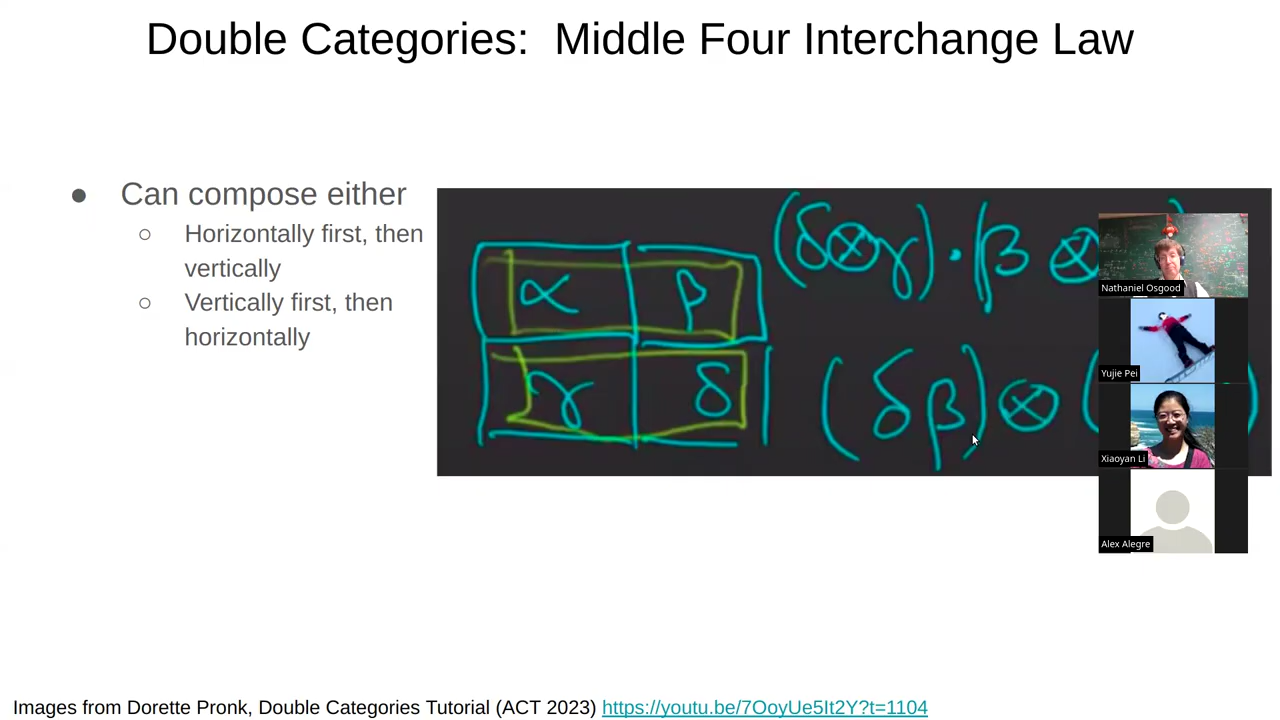 Double Categories: Middle Four Interchange Law
● Can compose either
○ Horizontally first, then
vertically
○ Vertically first, then
horizontally
α β
γ δ
(δ⊗γ)·(β ⊗
(δβ)⊗(
Nathaniel Osgood
Yujie Pei
Xiaoyan Li
Alex Alegre
Images from Dorette Pronk, Double Categories Tutorial (ACT 2023) https://youtu.be/7OoyUe5It2Y?t=1104